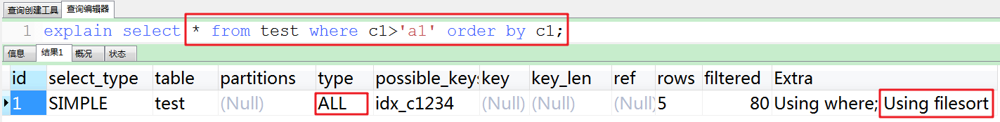 查询创建工具 查询编辑器
1 explain select * from test where c1>'a1' order by c1;
信息 结果1 概况 状态
id select_type table partitions type possible_keys key key_len ref rows filtered Extra
1 SIMPLE test (Null) ALL idx_c1234 (Null) (Null) (Null) 5 80 Using where; Using filesort